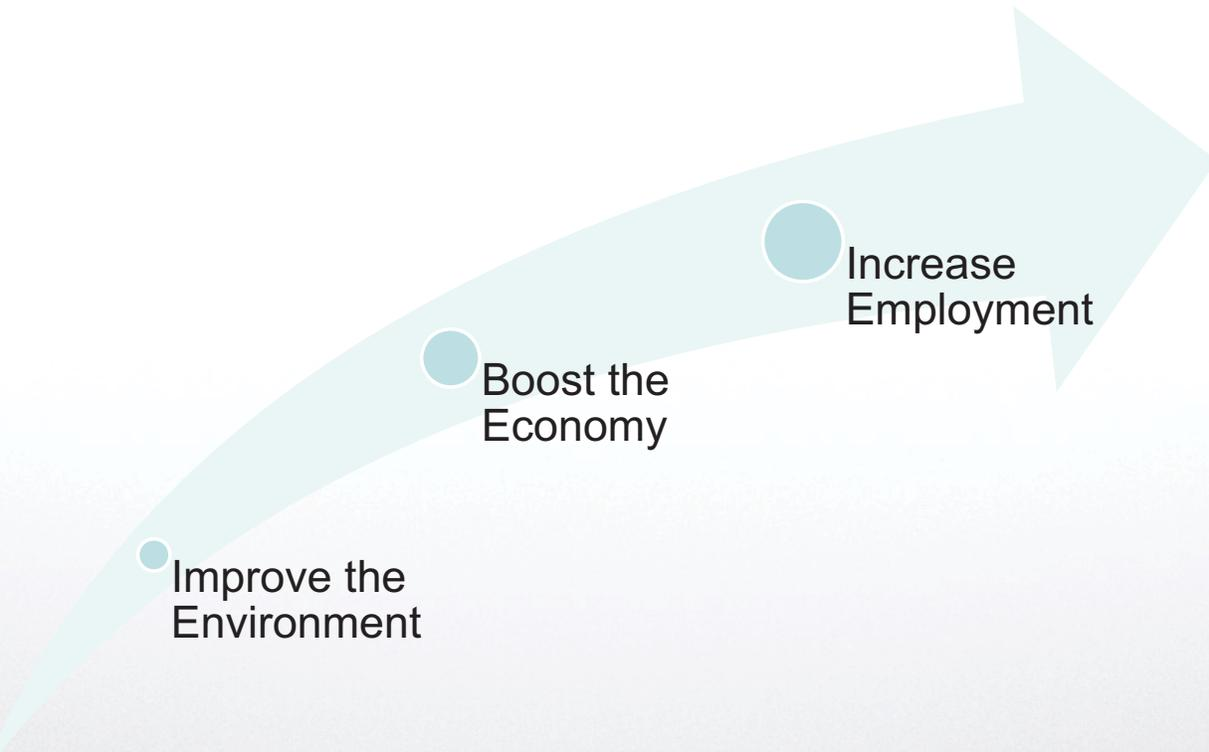 Increase
Employment
Boost the
Economy
Improve the
Environment